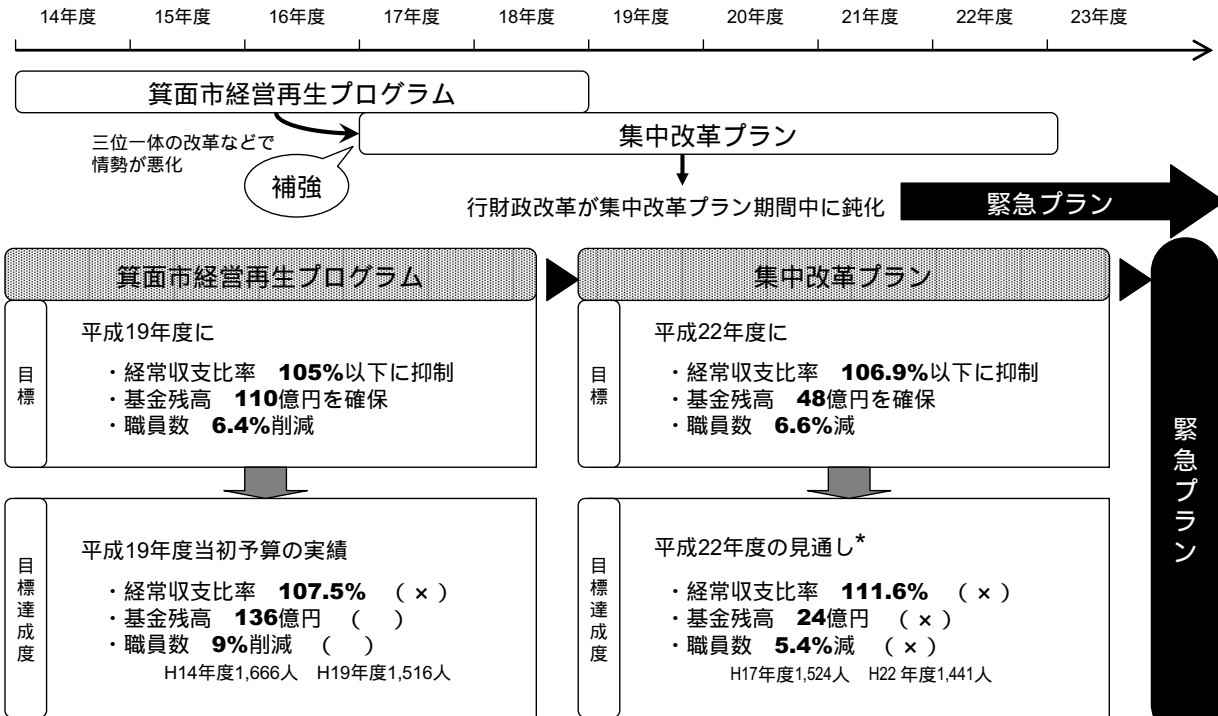 14年度 15年度 16年度 17年度 18年度 19年度 20年度 21年度 22年度 23年度
箕面市経営再生プログラム
三位一体の改革などで
情勢が悪化
補強
集中改革プラン
行財政改革が集中改革プラン期間中に鈍化
緊急プラン
箕面市経営再生プログラム
目標
平成19年度に
・経常収支比率 105%以下に抑制
・基金残高 110億円を確保
・職員数 6.4%削減
目標達成度
平成19年度当初予算の実績
・経常収支比率 107.5% （×）
・基金残高 136億円 （ ）
・職員数 9%削減 （ ）
H14年度1,666人 H19年度1,516人
集中改革プラン
目標
平成22年度に
・経常収支比率 106.9%以下に抑制
・基金残高 48億円を確保
・職員数 6.6%減
目標達成度
平成22年度の見通し*
・経常収支比率 111.6% （×）
・基金残高 24億円 （×）
・職員数 5.4%減 （×）
H17年度1,524人 H22年度1,441人
緊急プラン